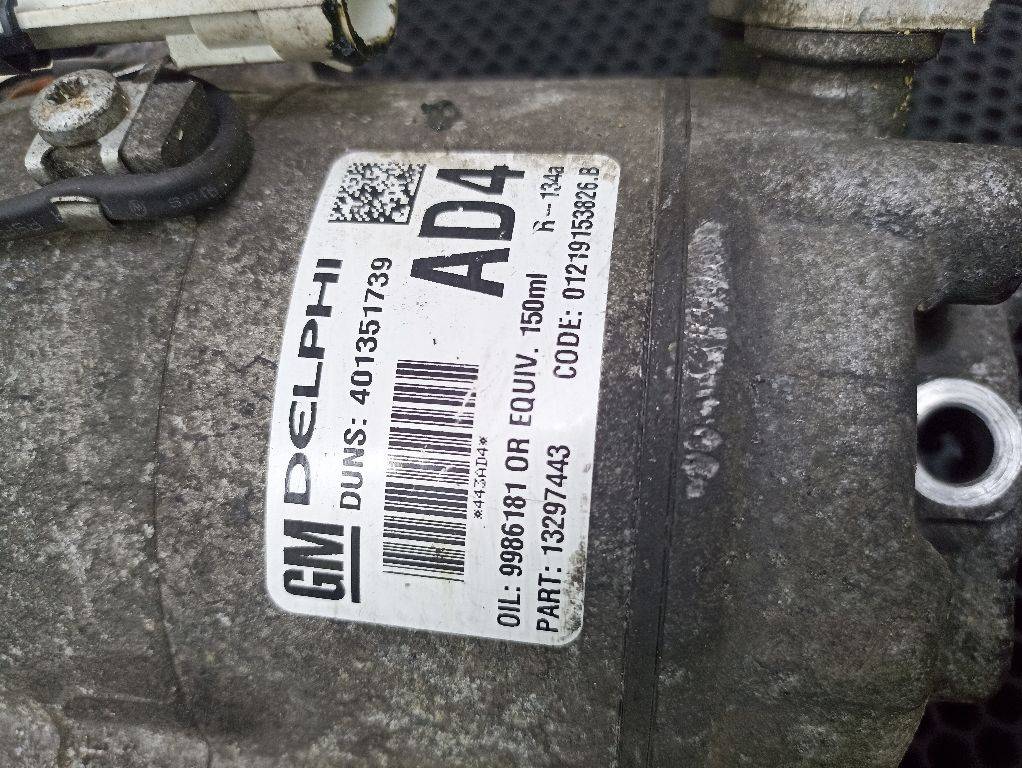 GM DELPHI
DUNS: 401351739
AD4
*443AD4*
OIL: 9986181 OR EQUIV. 150ml
R-134a
PART: 13297443
CODE: 01219153826.B